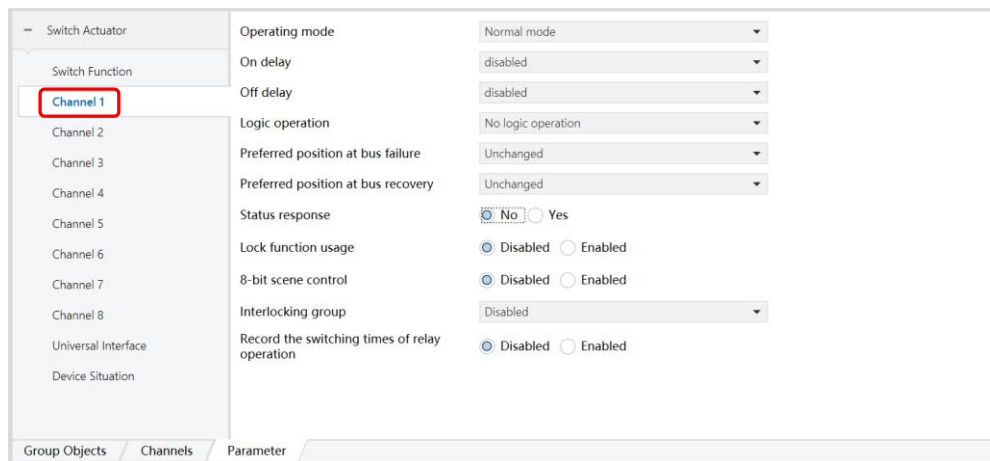 − Switch Actuator
Switch Function
Channel 1
Channel 2
Channel 3
Channel 4
Channel 5
Channel 6
Channel 7
Channel 8
Universal Interface
Device Situation
Operating mode Normal mode
On delay disabled
Off delay disabled
Logic operation No logic operation
Preferred position at bus failure Unchanged
Preferred position at bus recovery Unchanged
Status response No Yes
Lock function usage Disabled Enabled
8-bit scene control Disabled Enabled
Interlocking group Disabled
Record the switching times of relay
operation Disabled Enabled
Group Objects Channels Parameter